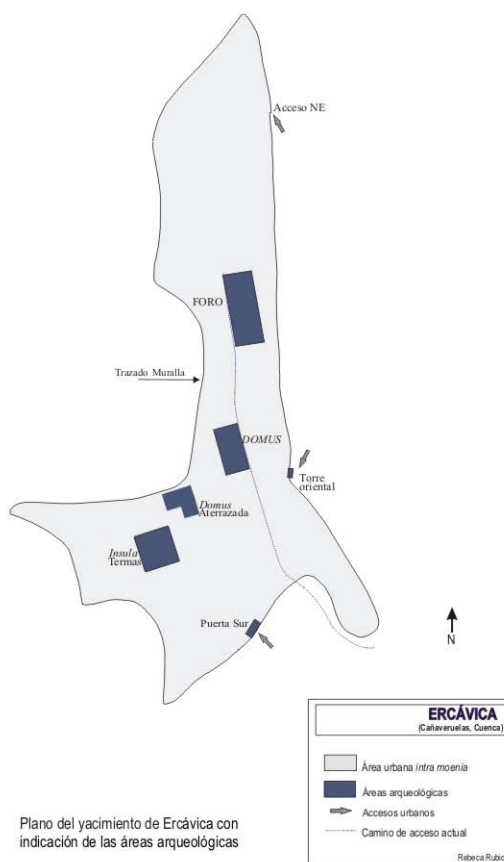 Acceso NE
FORO
Trazado Muralla
DOMUS
Torre
oriental
Domus
Aterrazada
Insula
Termas
Puerta Sur
N
ERCÁVICA
(Cañaveruelas, Cuenca)
Área urbana intra moenia
Áreas arqueológicas
Accesos urbanos
Camino de acceso actual
Rebeca
Plano del yacimiento de Ercávica con
indicación de las áreas arqueológicas